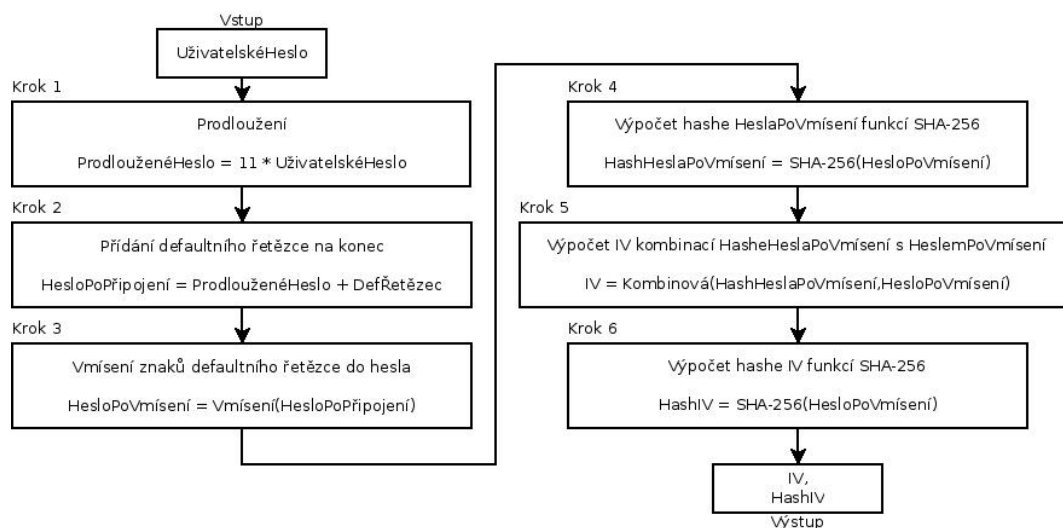 Vstup
UživatelskéHeslo
Krok 1
Prodloužení
ProdlouženéHeslo = 11 * UživatelskéHeslo
Krok 2
Přídání defaultního řetězce na konec
HesloPoPřipojení = ProdlouženéHeslo + DefŘetězec
Krok 3
Vmísení znaků defaultního řetězce do hesla
HesloPoVmísení = Vmísení(HesloPoPřipojení)
Krok 4
Výpočet hashe HeslaPoVmísení funkcí SHA-256
HashHeslaPoVmísení = SHA-256(HesloPoVmísení)
Krok 5
Výpočet IV kombinací HasheHeslaPoVmísení s HeslemPoVmísení
IV = Kombinová(HashHeslaPoVmísení,HesloPoVmísení)
Krok 6
Výpočet hashe IV funkcí SHA-256
HashIV = SHA-256(HesloPoVmísení)
IV,
HashIV
Výstup